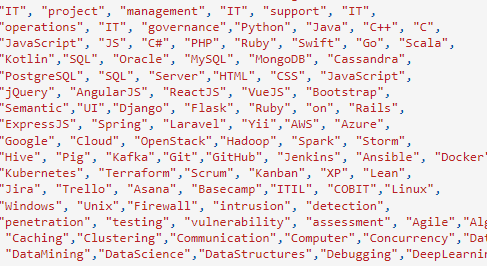 "IT", "project", "management", "IT", "support", "IT",
"operations", "IT", "governance","Python", "Java", "C++", "C",
"JavaScript", "JS", "C#", "PHP", "Ruby", "Swift", "Go", "Scala",
"Kotlin","SQL", "Oracle", "MySQL", "MongoDB", "Cassandra",
"PostgreSQL", "SQL", "Server","HTML", "CSS", "JavaScript",
"jQuery", "AngularJS", "ReactJS", "VueJS", "Bootstrap",
"Semantic","UI","Django", "Flask", "Ruby", "on", "Rails",
"ExpressJS", "Spring", "Laravel", "Yii","AWS", "Azure",
"Google", "Cloud", "OpenStack","Hadoop", "Spark", "Storm",
"Hive", "Pig", "Kafka","Git","GitHub", "Jenkins", "Ansible", "Docker"
"Kubernetes", "Terraform","Scrum", "Kanban", "XP", "Lean",
"Jira", "Trello", "Asana", "Basecamp","ITIL", "COBIT","Linux",
"Windows", "Unix","Firewall", "intrusion", "detection",
"penetration", "testing", "vulnerability", "assessment", "Agile","Alg
"Caching","Clustering","Communication","Computer","Concurrency","Dat
"DataMining","DataScience","DataStructures","Debugging","DeepLearnin